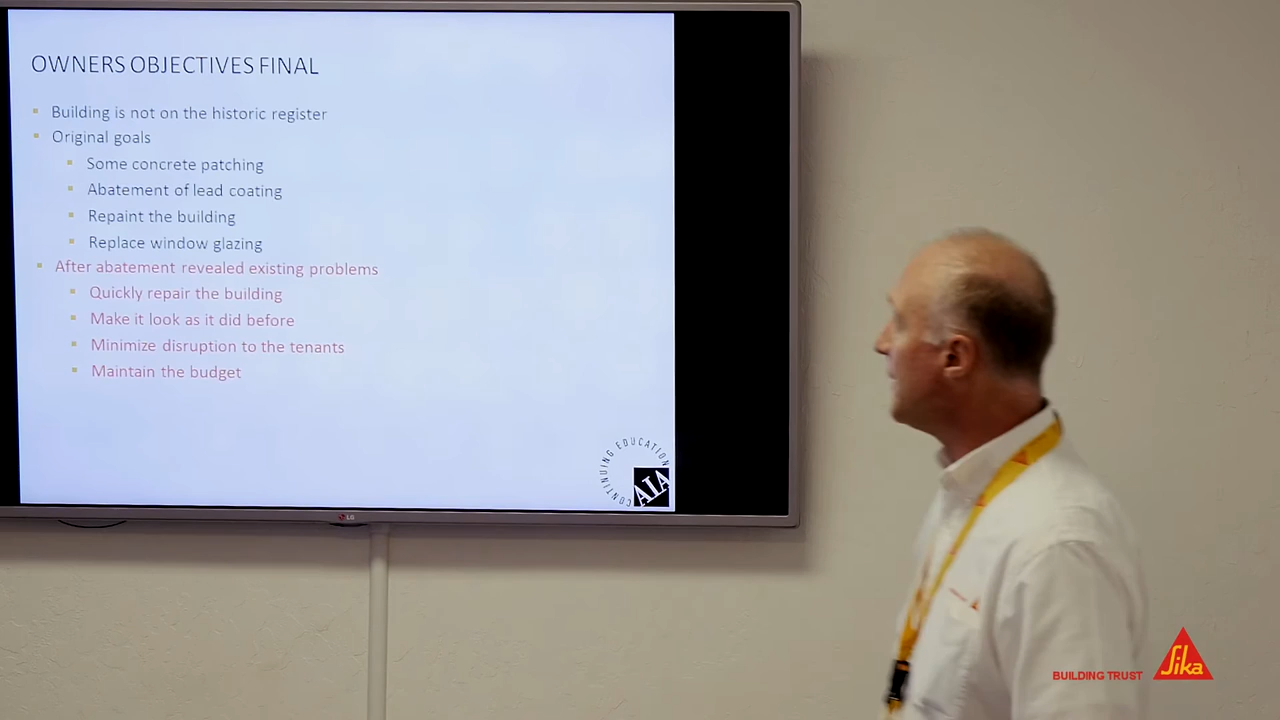 OWNERS OBJECTIVES FINAL
Building is not on the historic register
Original goals
Some concrete patching
Abatement of lead coating
Repaint the building
Replace window glazing
After abatement revealed existing problems
Quickly repair the building
Make it look as it did before
Minimize disruption to the tenants
Maintain the budget
CONTINUING EDUCATION
AIA
LG
BUILDING TRUST
Sika